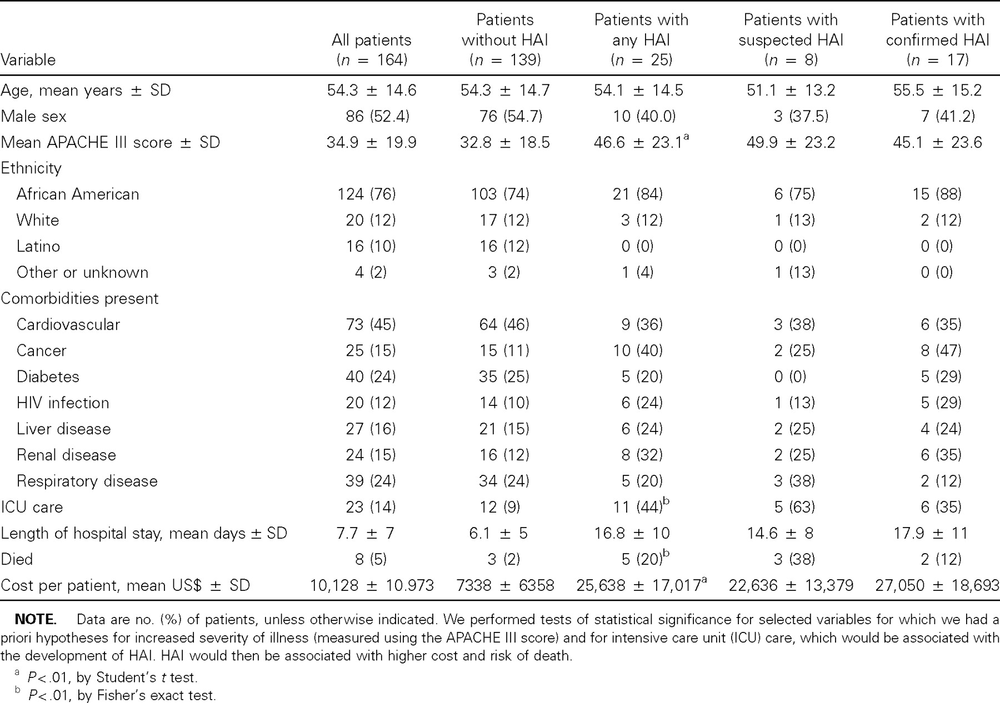 Variable All patients (n = 164) Patients without HAI (n = 139) Patients with any HAI (n = 25) Patients with suspected HAI (n = 8) Patients with confirmed HAI (n = 17)
Age, mean years ± SD 54.3 ± 14.6 54.3 ± 14.7 54.1 ± 14.5 51.1 ± 13.2 55.5 ± 15.2
Male sex 86 (52.4) 76 (54.7) 10 (40.0) 3 (37.5) 7 (41.2)
Mean APACHE III score ± SD 34.9 ± 19.9 32.8 ± 18.5 46.6 ± 23.1a 49.9 ± 23.2 45.1 ± 23.6
Ethnicity
African American 124 (76) 103 (74) 21 (84) 6 (75) 15 (88)
White 20 (12) 17 (12) 3 (12) 1 (13) 2 (12)
Latino 16 (10) 16 (12) 0 (0) 0 (0) 0 (0)
Other or unknown 4 (2) 3 (2) 1 (4) 1 (13) 0 (0)
Comorbidities present
Cardiovascular 73 (45) 64 (46) 9 (36) 3 (38) 6 (35)
Cancer 25 (15) 15 (11) 10 (40) 2 (25) 8 (47)
Diabetes 40 (24) 35 (25) 5 (20) 0 (0) 5 (29)
HIV infection 20 (12) 14 (10) 6 (24) 1 (13) 5 (29)
Liver disease 27 (16) 21 (15) 6 (24) 2 (25) 4 (24)
Renal disease 24 (15) 16 (12) 8 (32) 2 (25) 6 (35)
Respiratory disease 39 (24) 34 (24) 5 (20) 3 (38) 2 (12)
ICU care 23 (14) 12 (9) 11 (44)b 5 (63) 6 (35)
Length of hospital stay, mean days ± SD 7.7 ± 7 6.1 ± 5 16.8 ± 10 14.6 ± 8 17.9 ± 11
Died 8 (5) 3 (2) 5 (20)b 3 (38) 2 (12)
Cost per patient, mean US$ ± SD 10,128 ± 10.973 7338 ± 6358 25,638 ± 17,017a 22,636 ± 13,379 27,050 ± 18,693
NOTE. Data are no. (%) of patients, unless otherwise indicated. We performed tests of statistical significance for selected variables for which we had a
priori hypotheses for increased severity of illness (measured using the APACHE III score) and for intensive care unit (ICU) care, which would be associated with
the development of HAI. HAI would then be associated with higher cost and risk of death.
a P<.01, by Student's t test.
b P<.01, by Fisher's exact test.